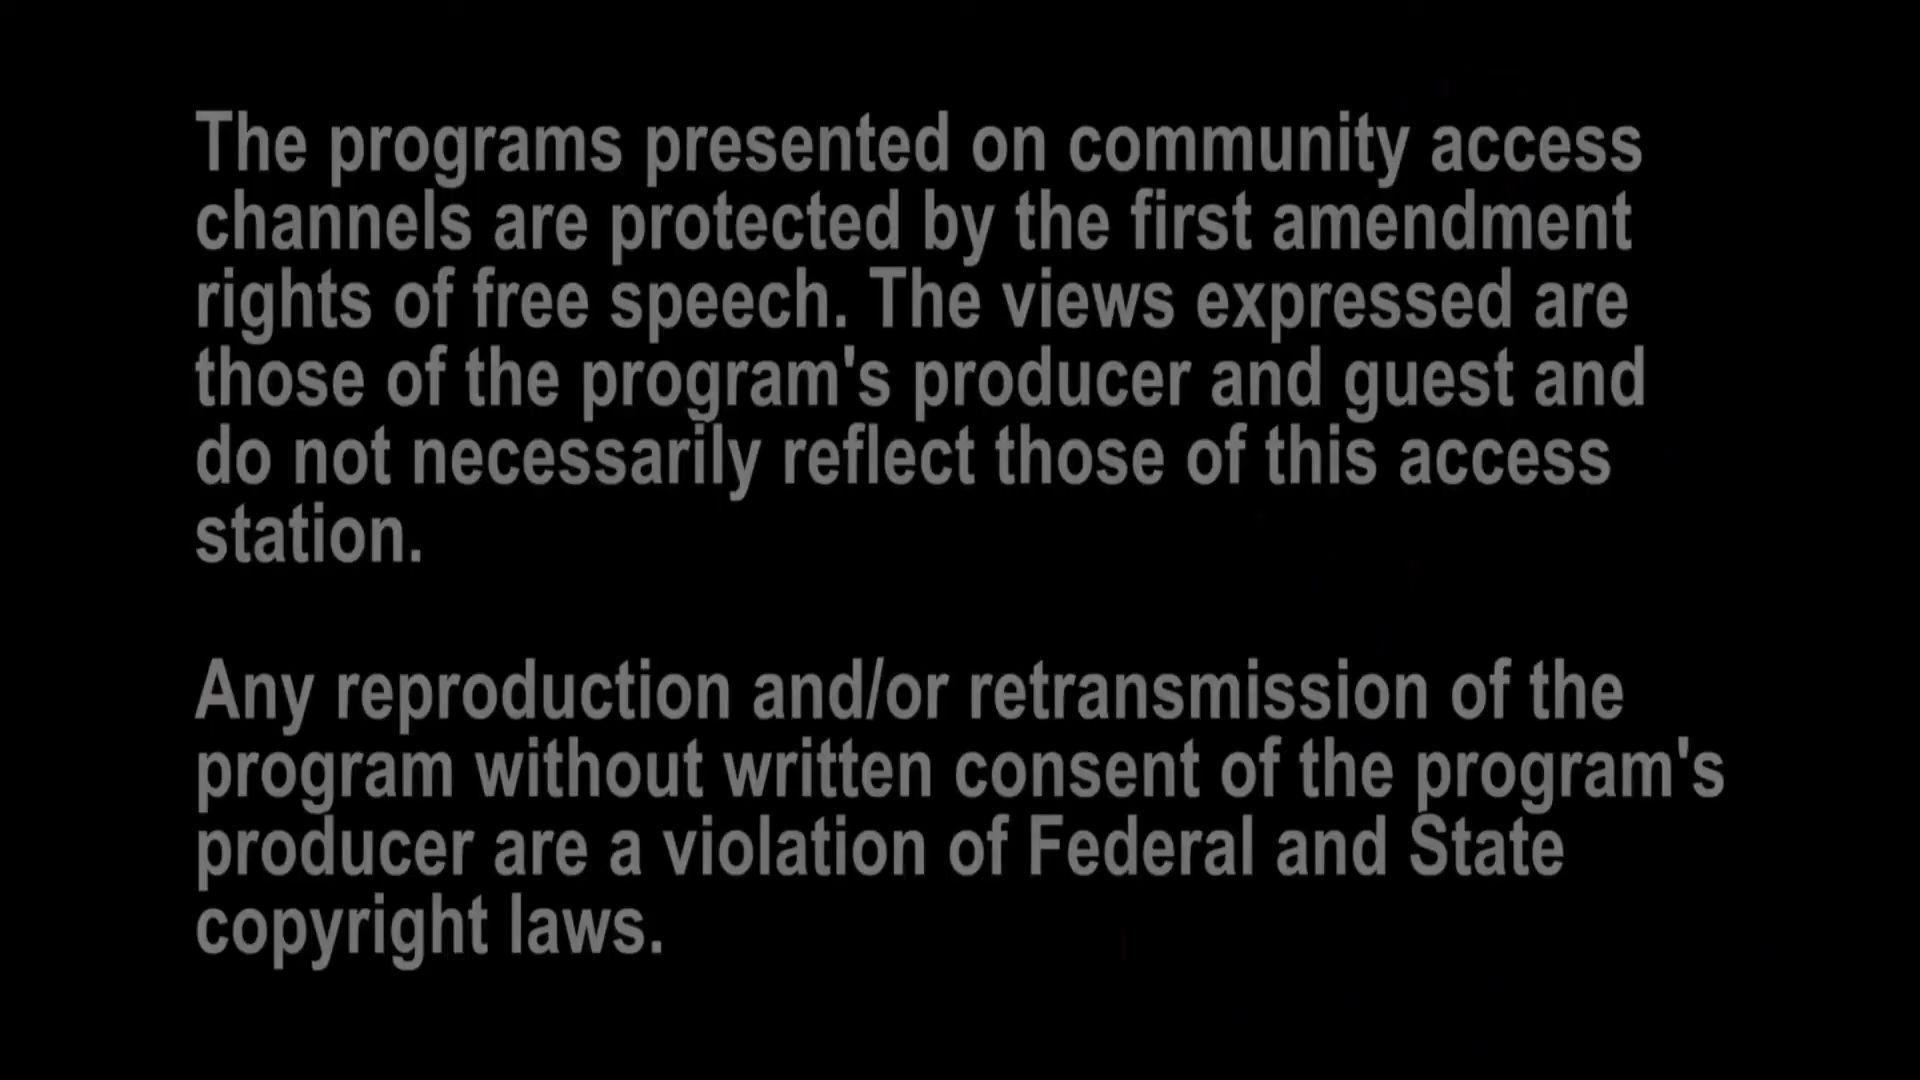 The programs presented on community access
channels are protected by the first amendment
rights of free speech. The views expressed are
those of the program's producer and guest and
do not necessarily reflect those of this access
station.
Any reproduction and/or retransmission of the
program without written consent of the program's
producer are a violation of Federal and State
copyright laws.